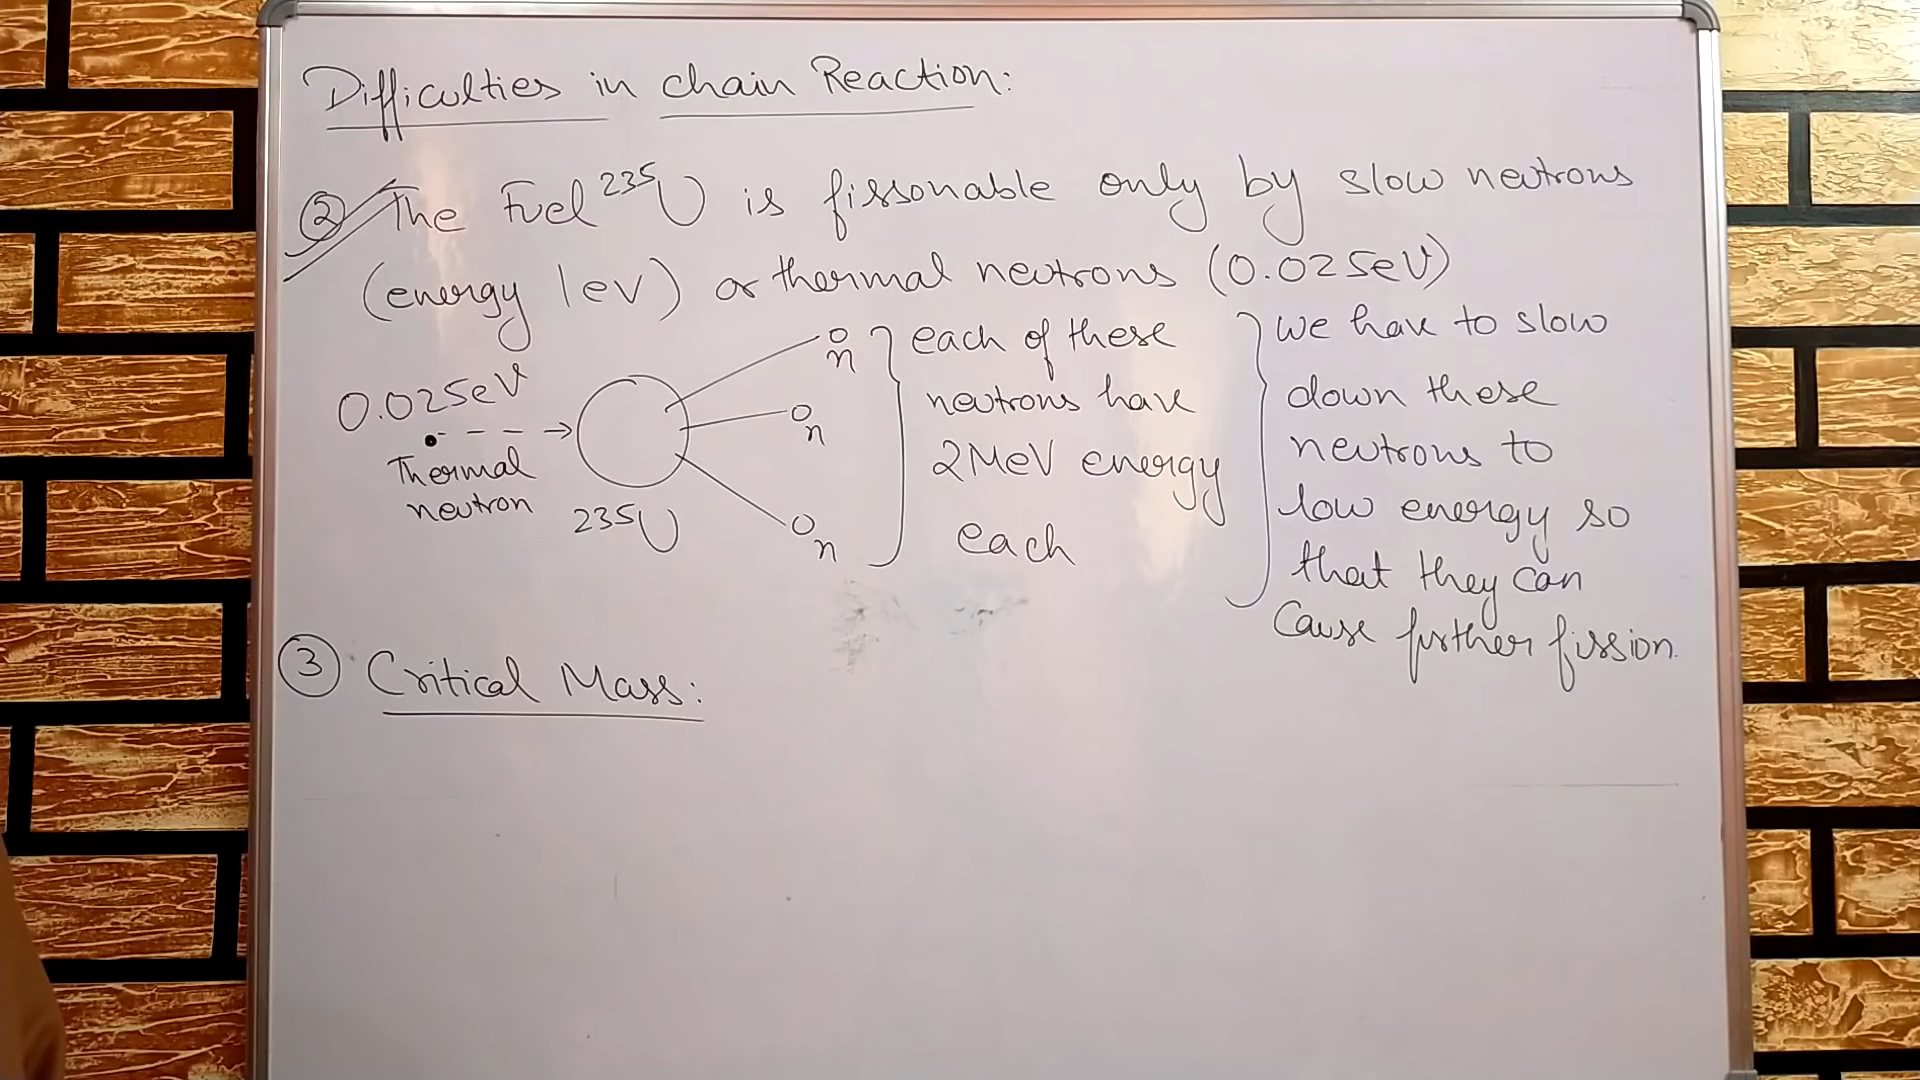 Difficulties in chain Reaction:
② The Fuel ²³⁵U is fissonable only by slow neutrons
(energy 1ev) or thermal neutrons (0.025eV)
0.025eV
Thermal
neutron
²³⁵U
n
n
n
each of these
neutrons have
2MeV energy
each
we have to slow
down these
neutrons to
low energy so
that they can
Cause further fission.
③ Critical Mass: